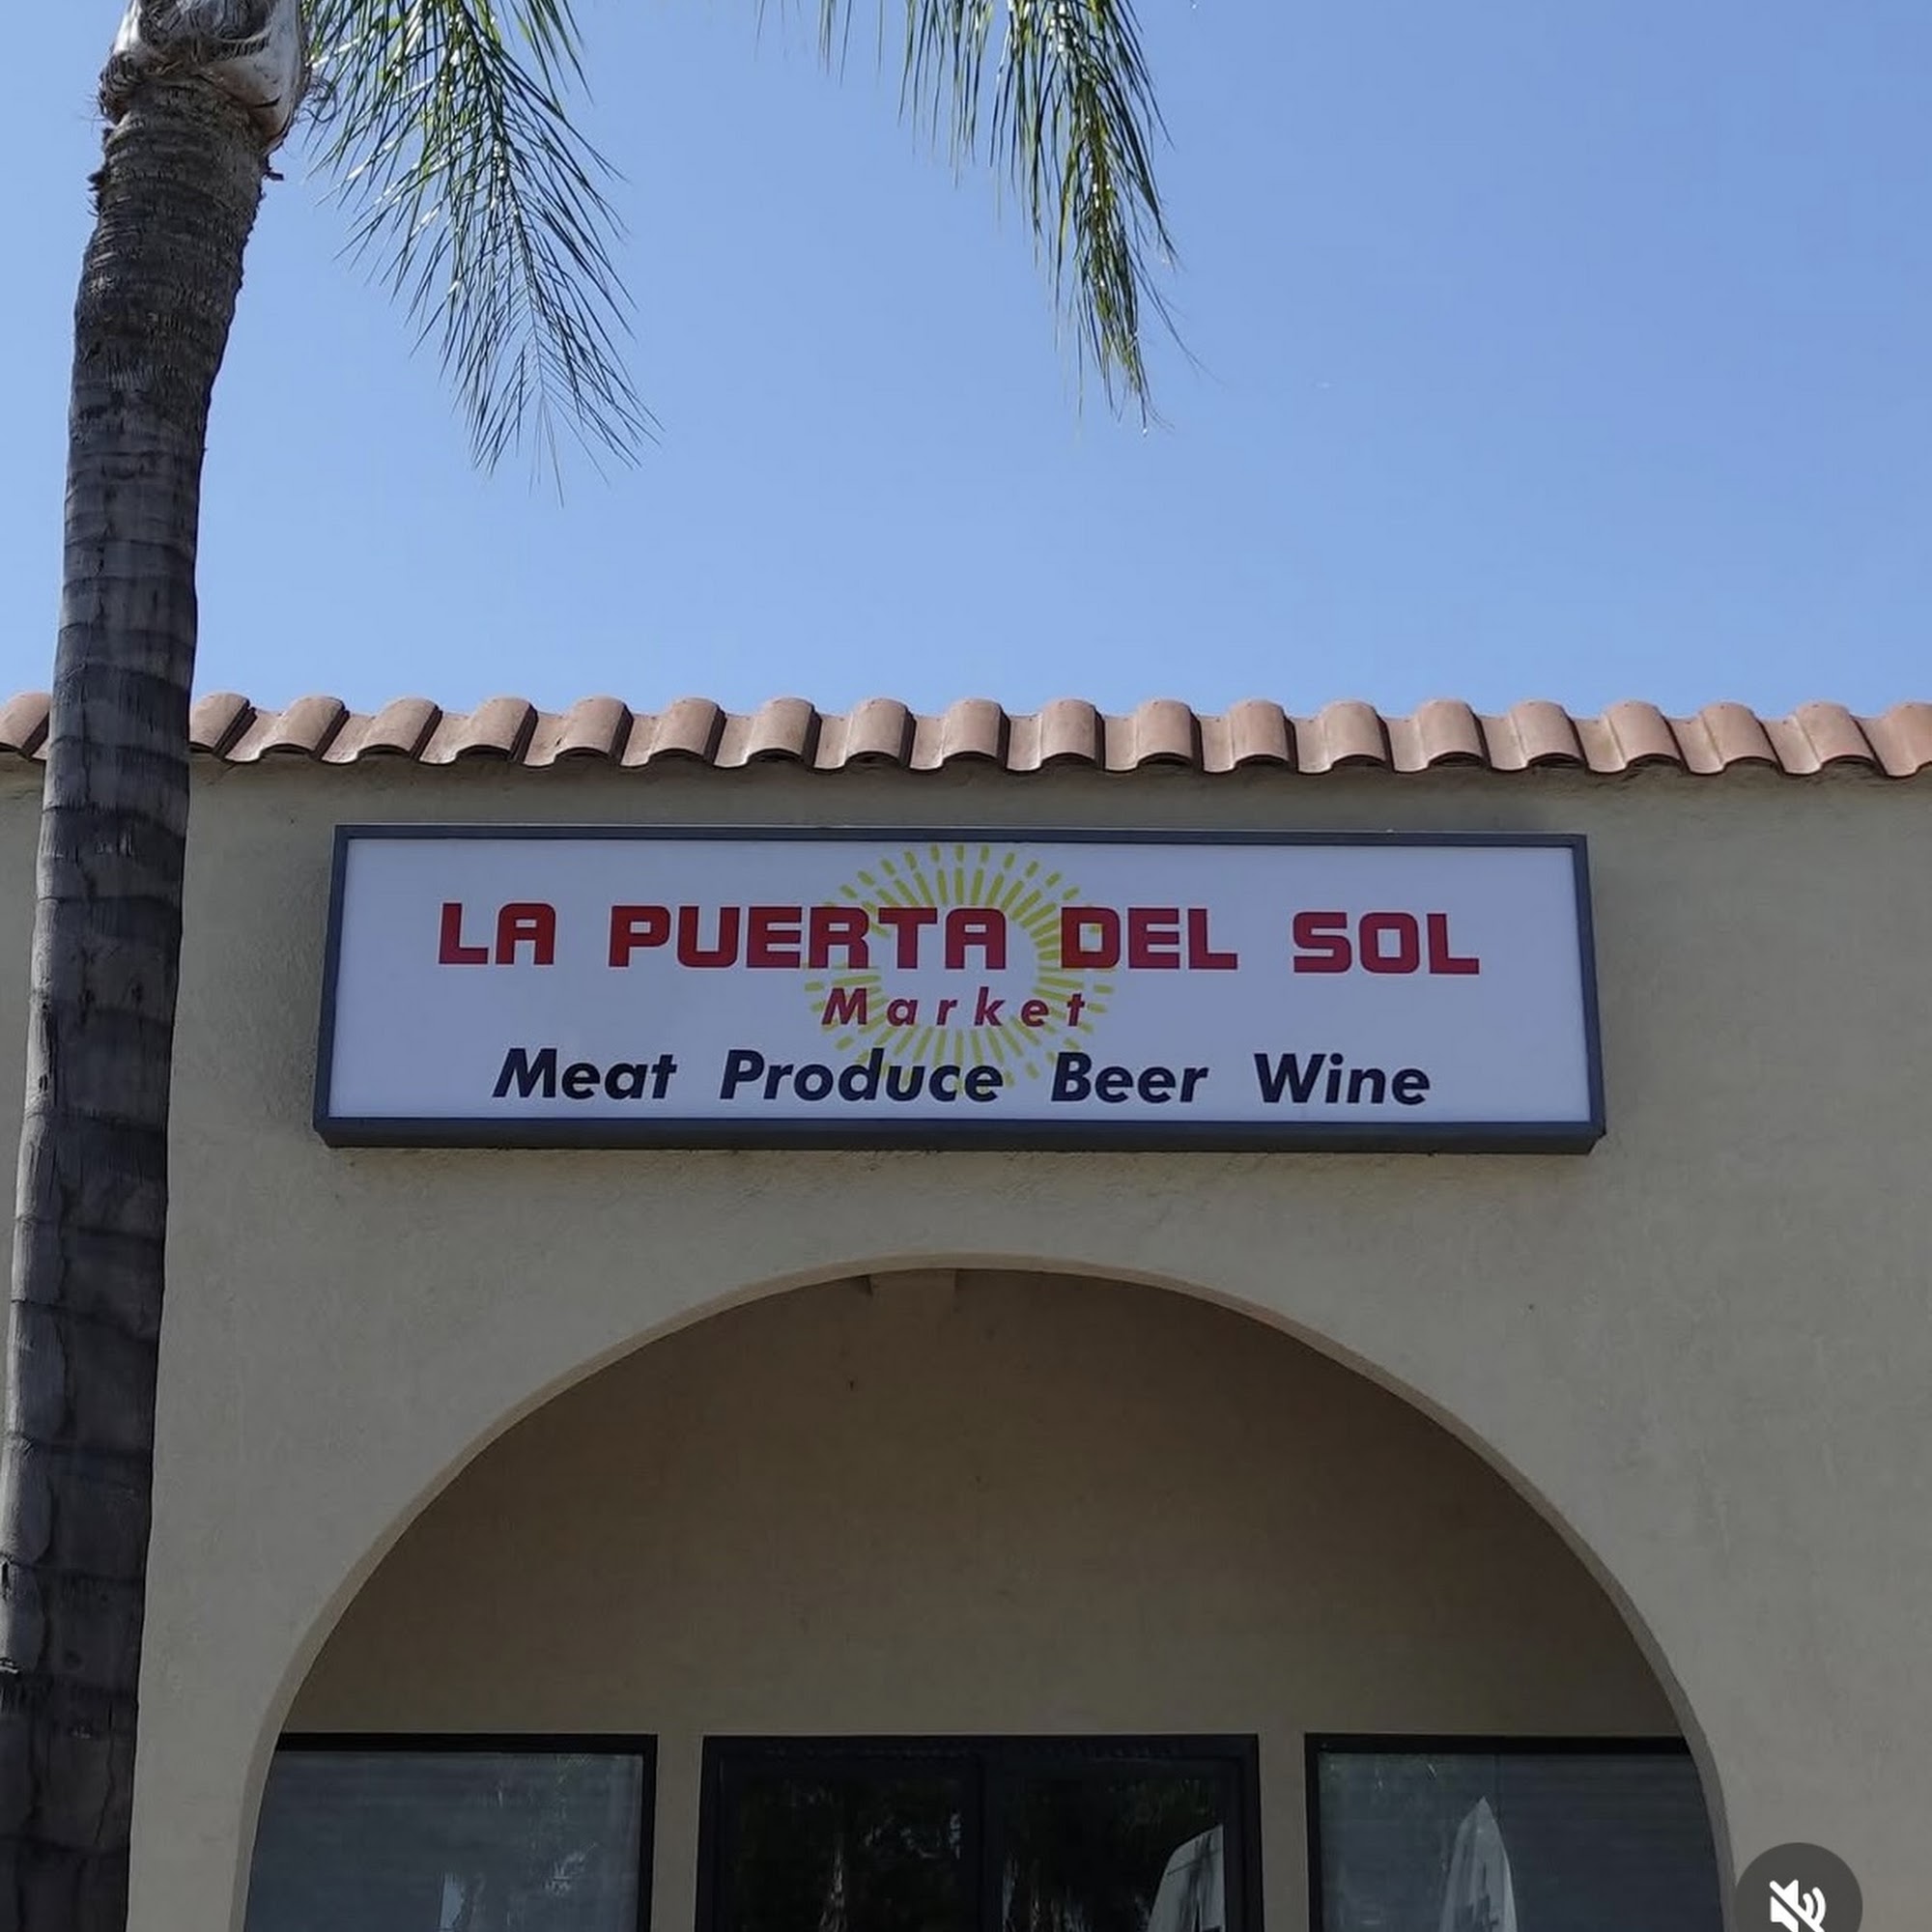 LA PUERTA DEL SOL
Market
Meat Produce Beer Wine